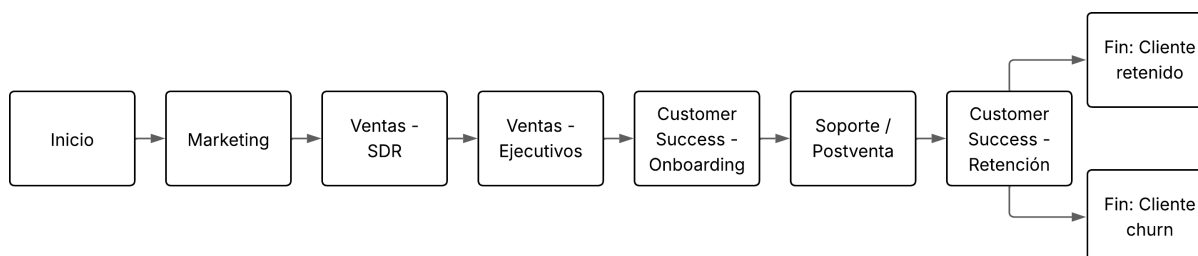 Inicio
Marketing
Ventas -
SDR
Ventas -
Ejecutivos
Customer
Success -
Onboarding
Soporte /
Postventa
Customer
Success -
Retención
Fin: Cliente
retenido
Fin: Cliente
churn